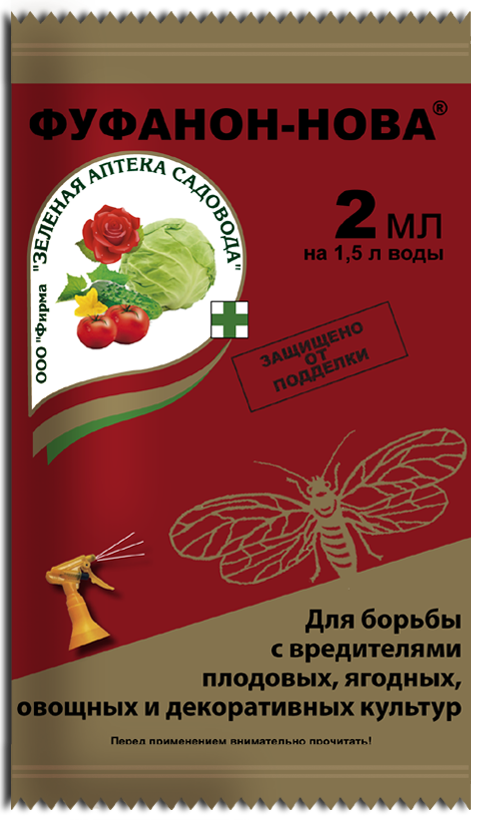 ФУФАНОН-НОВА®
ООО "Фирма "ЗЕЛЕНАЯ АПТЕКА САДОВОДА"
2 мл
на 1,5 л воды
ЗАЩИЩЕНО
ОТ
ПОДДЕЛКИ
Для борьбы
с вредителями
плодовых, ягодных,
овощных и декоративных культур
Перед применением внимательно прочитать!